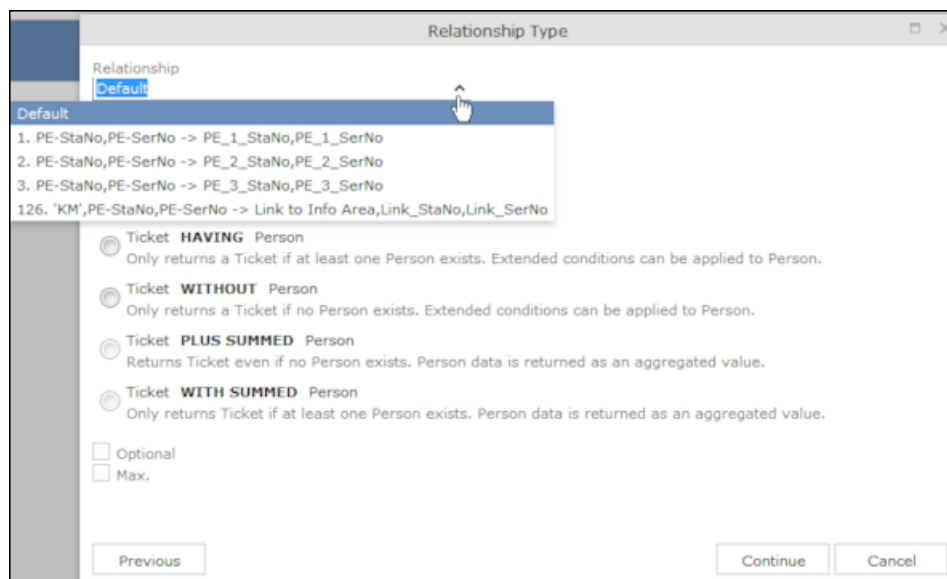 Relationship Type
Relationship
Default
Default
1. PE-StaNo,PE-SerNo -> PE_1_StaNo,PE_1_SerNo
2. PE-StaNo,PE-SerNo -> PE_2_StaNo,PE_2_SerNo
3. PE-StaNo,PE-SerNo -> PE_3_StaNo,PE_3_SerNo
126. 'KM',PE-StaNo,PE-SerNo -> Link to Info Area,Link_StaNo,Link_SerNo
Ticket HAVING Person
Only returns a Ticket if at least one Person exists. Extended conditions can be applied to Person.
Ticket WITHOUT Person
Only returns a Ticket if no Person exists. Extended conditions can be applied to Person.
Ticket PLUS SUMMED Person
Returns Ticket even if no Person exists. Person data is returned as an aggregated value.
Ticket WITH SUMMED Person
Only returns Ticket if at least one Person exists. Person data is returned as an aggregated value.
Optional
Max.
Previous
Continue
Cancel